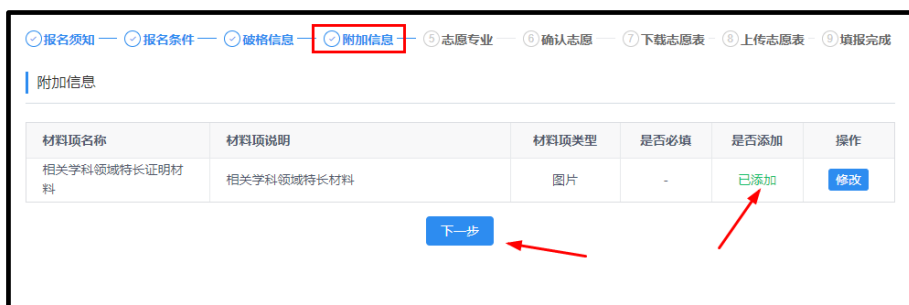 报名须知 报名条件 破格信息 附加信息 5 志愿专业 6 确认志愿 7 下载志愿表 8 上传志愿表 9 填报完成
附加信息
材料项名称 材料项说明 材料项类型 是否必填 是否添加 操作
相关学科领域特长证明材
料 相关学科领域特长材料 图片 - 已添加 修改
下一步